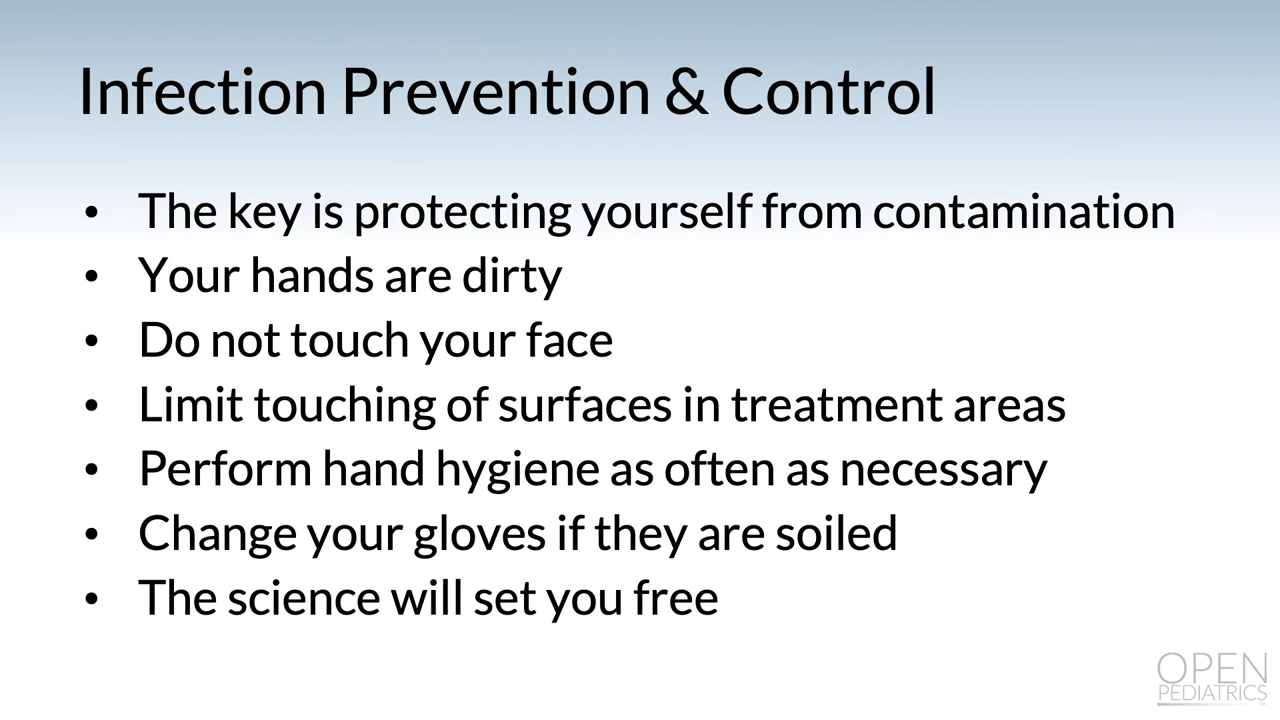 Infection Prevention & Control
• The key is protecting yourself from contamination
• Your hands are dirty
• Do not touch your face
• Limit touching of surfaces in treatment areas
• Perform hand hygiene as often as necessary
• Change your gloves if they are soiled
• The science will set you free
OPEN
PEDIATRICS